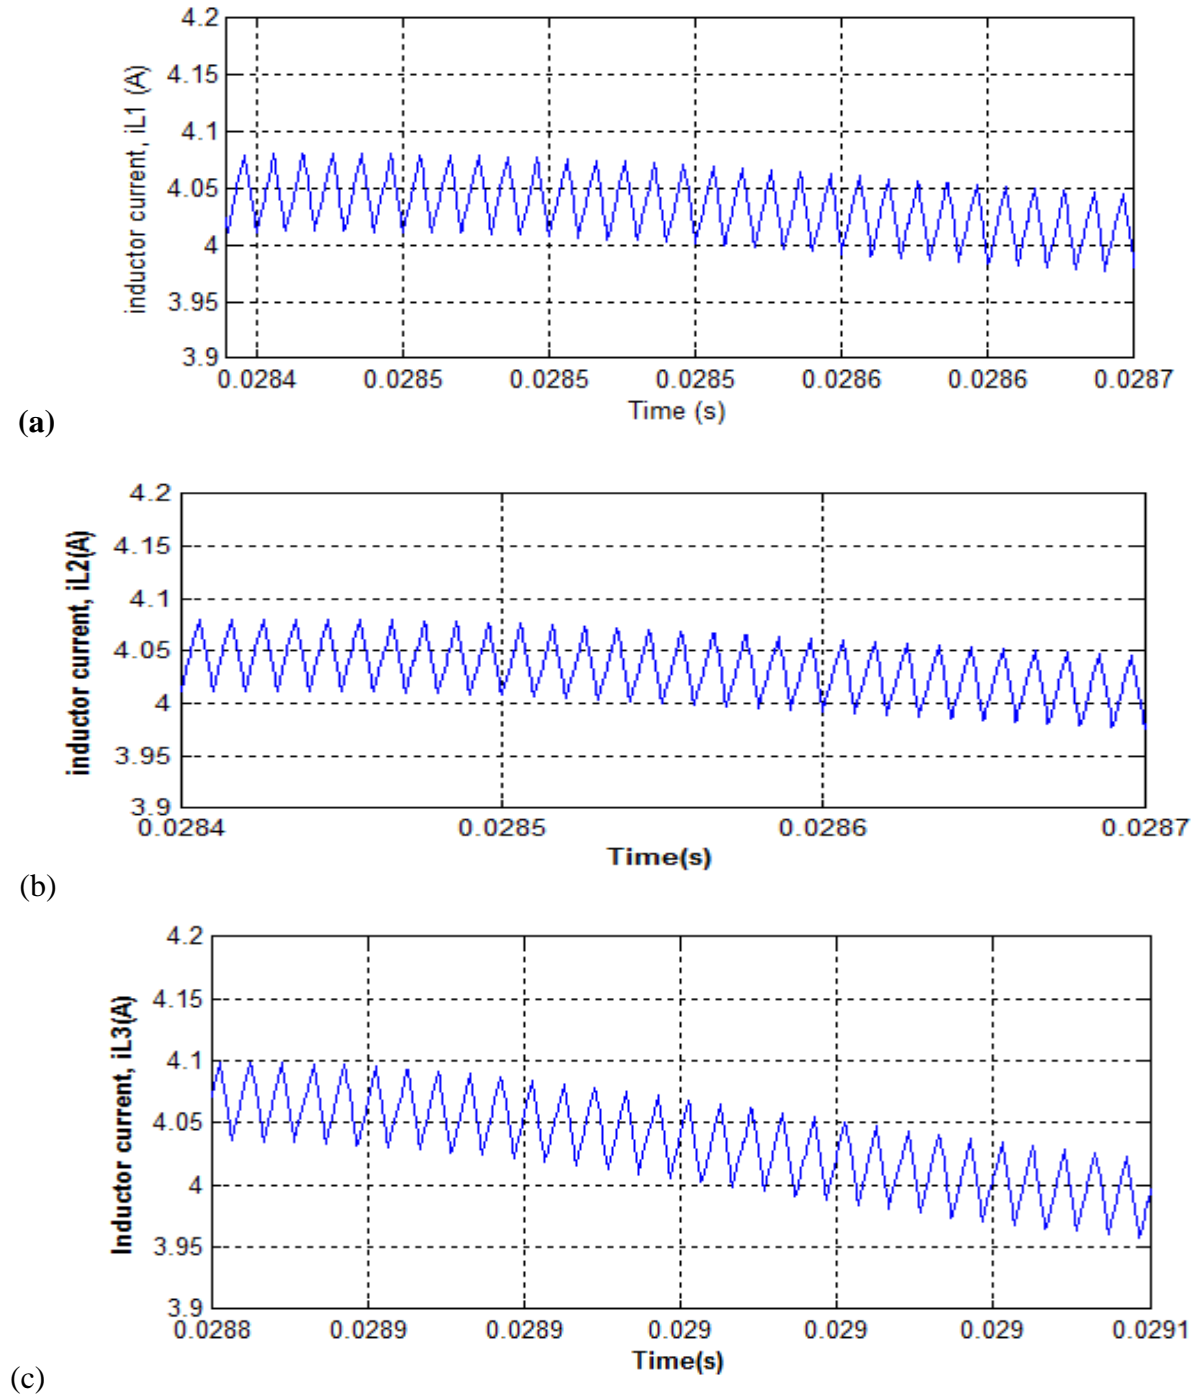 4.2
4.15
4.1
4.05
4
3.95
3.9
inductor current, iL1 (A)
0.0284 0.0285 0.0285 0.0285 0.0286 0.0286 0.0287
Time (s)
(a)
4.2
4.15
4.1
4.05
4
3.95
3.9
inductor current, iL2(A)
0.0284 0.0285 0.0286 0.0287
Time(s)
(b)
4.2
4.15
4.1
4.05
4
3.95
3.9
Inductor current, iL3(A)
0.0288 0.0289 0.0289 0.029 0.029 0.029 0.0291
Time(s)
(c)